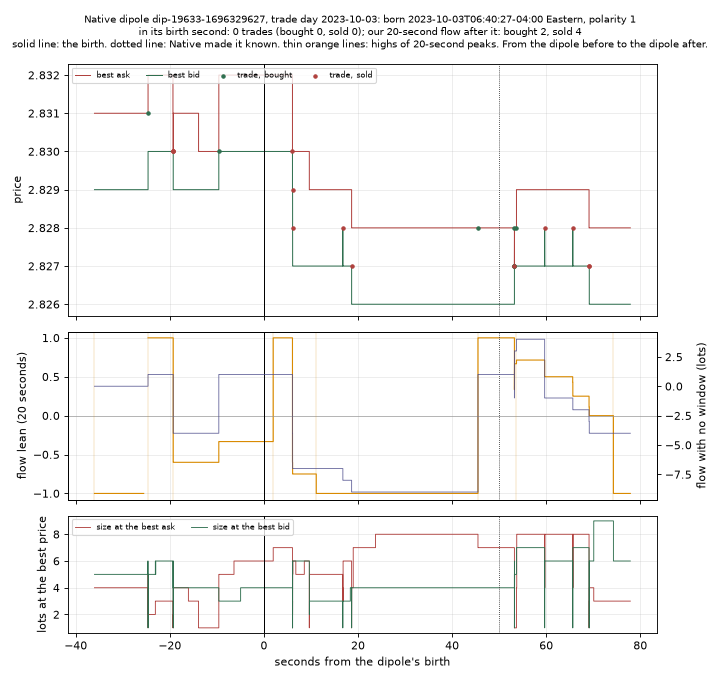 Native dipole dip-19633-1696329627, trade day 2023-10-03: born 2023-10-03T06:40:27-04:00 Eastern, polarity 1
in its birth second: 0 trades (bought 0, sold 0); our 20-second flow after it: bought 2, sold 4
solid line: the birth. dotted line: Native made it known. thin orange lines: highs of 20-second peaks. From the dipole before to the dipole after.
best ask
best bid
trade, bought
trade, sold
2.832
2.831
2.830
2.829
2.828
2.827
2.826
price
1.0
0.5
0.0
−0.5
−1.0
flow lean (20 seconds)
2.5
0.0
−2.5
−5.0
−7.5
flow with no window (lots)
size at the best ask
size at the best bid
8
6
4
2
lots at the best price
−40
−20
0
20
40
60
80
seconds from the dipole's birth